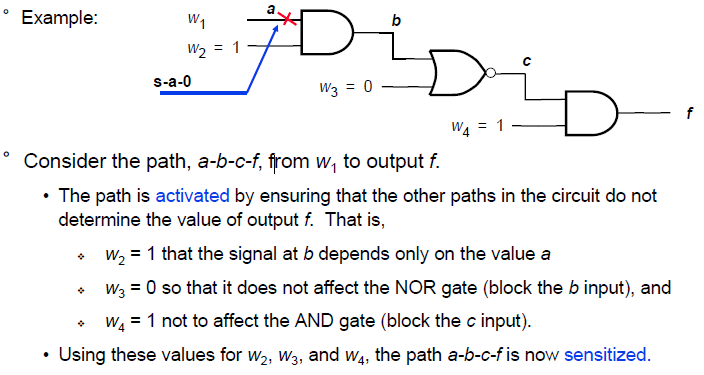 ° Example:
w₁
a
b
w₂ = 1
s-a-0
w₃ = 0
c
w₄ = 1
f
° Consider the path, a-b-c-f, from w₁ to output f.
• The path is activated by ensuring that the other paths in the circuit do not
determine the value of output f. That is,
❖ w₂ = 1 that the signal at b depends only on the value a
❖ w₃ = 0 so that it does not affect the NOR gate (block the b input), and
❖ w₄ = 1 not to affect the AND gate (block the c input).
• Using these values for w₂, w₃, and w₄, the path a-b-c-f is now sensitized.